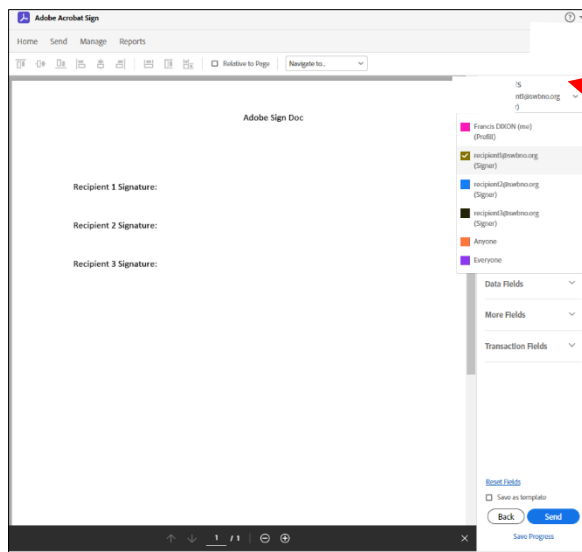 Adobe Acrobat Sign
Home Send Manage Reports
Relative to Page Navigate to..
Adobe Sign Doc
Recipient 1 Signature:
Recipient 2 Signature:
Recipient 3 Signature:
Francis DIXON (me)
(Prefill)
recipient1@swbno.org
(Signer)
recipient2@swbno.org
(Signer)
recipient3@swbno.org
(Signer)
Anyone
Everyone
Data Fields
More Fields
Transaction Fields
Reset Fields
Save as template
Back Send
Save Progress
1 / 1